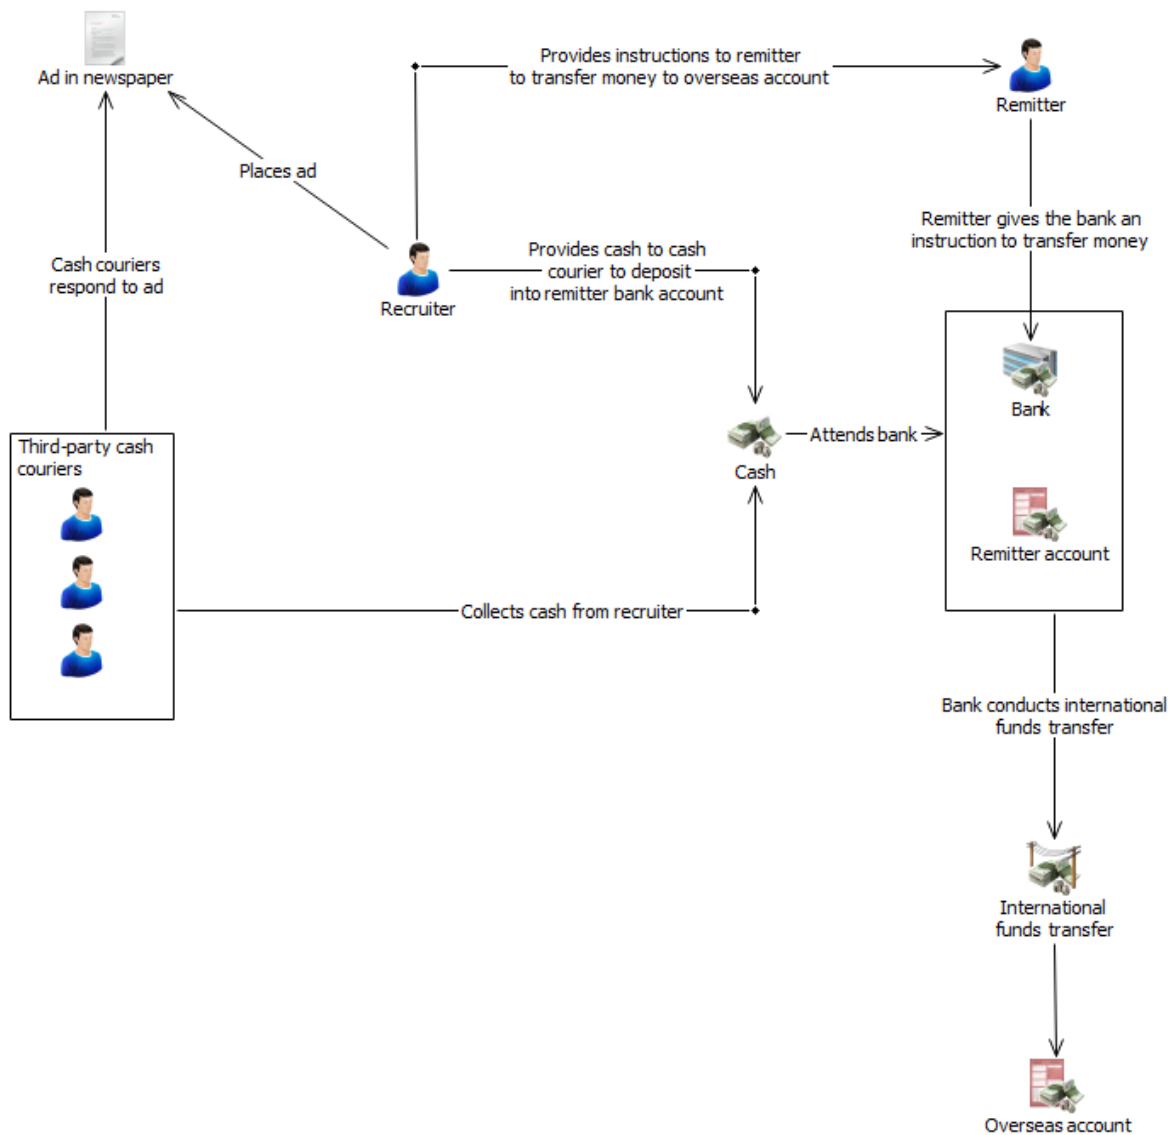 Ad in newspaper
Provides instructions to remitter
to transfer money to overseas account
Remitter
Places ad
Remitter gives the bank an
instruction to transfer money
Cash couriers
respond to ad
Provides cash to cash
courier to deposit
into remitter bank account
Recruiter
Bank
Third-party cash
couriers
Attends bank
Cash
Remitter account
Collects cash from recruiter
Bank conducts international
funds transfer
International
funds transfer
Overseas account